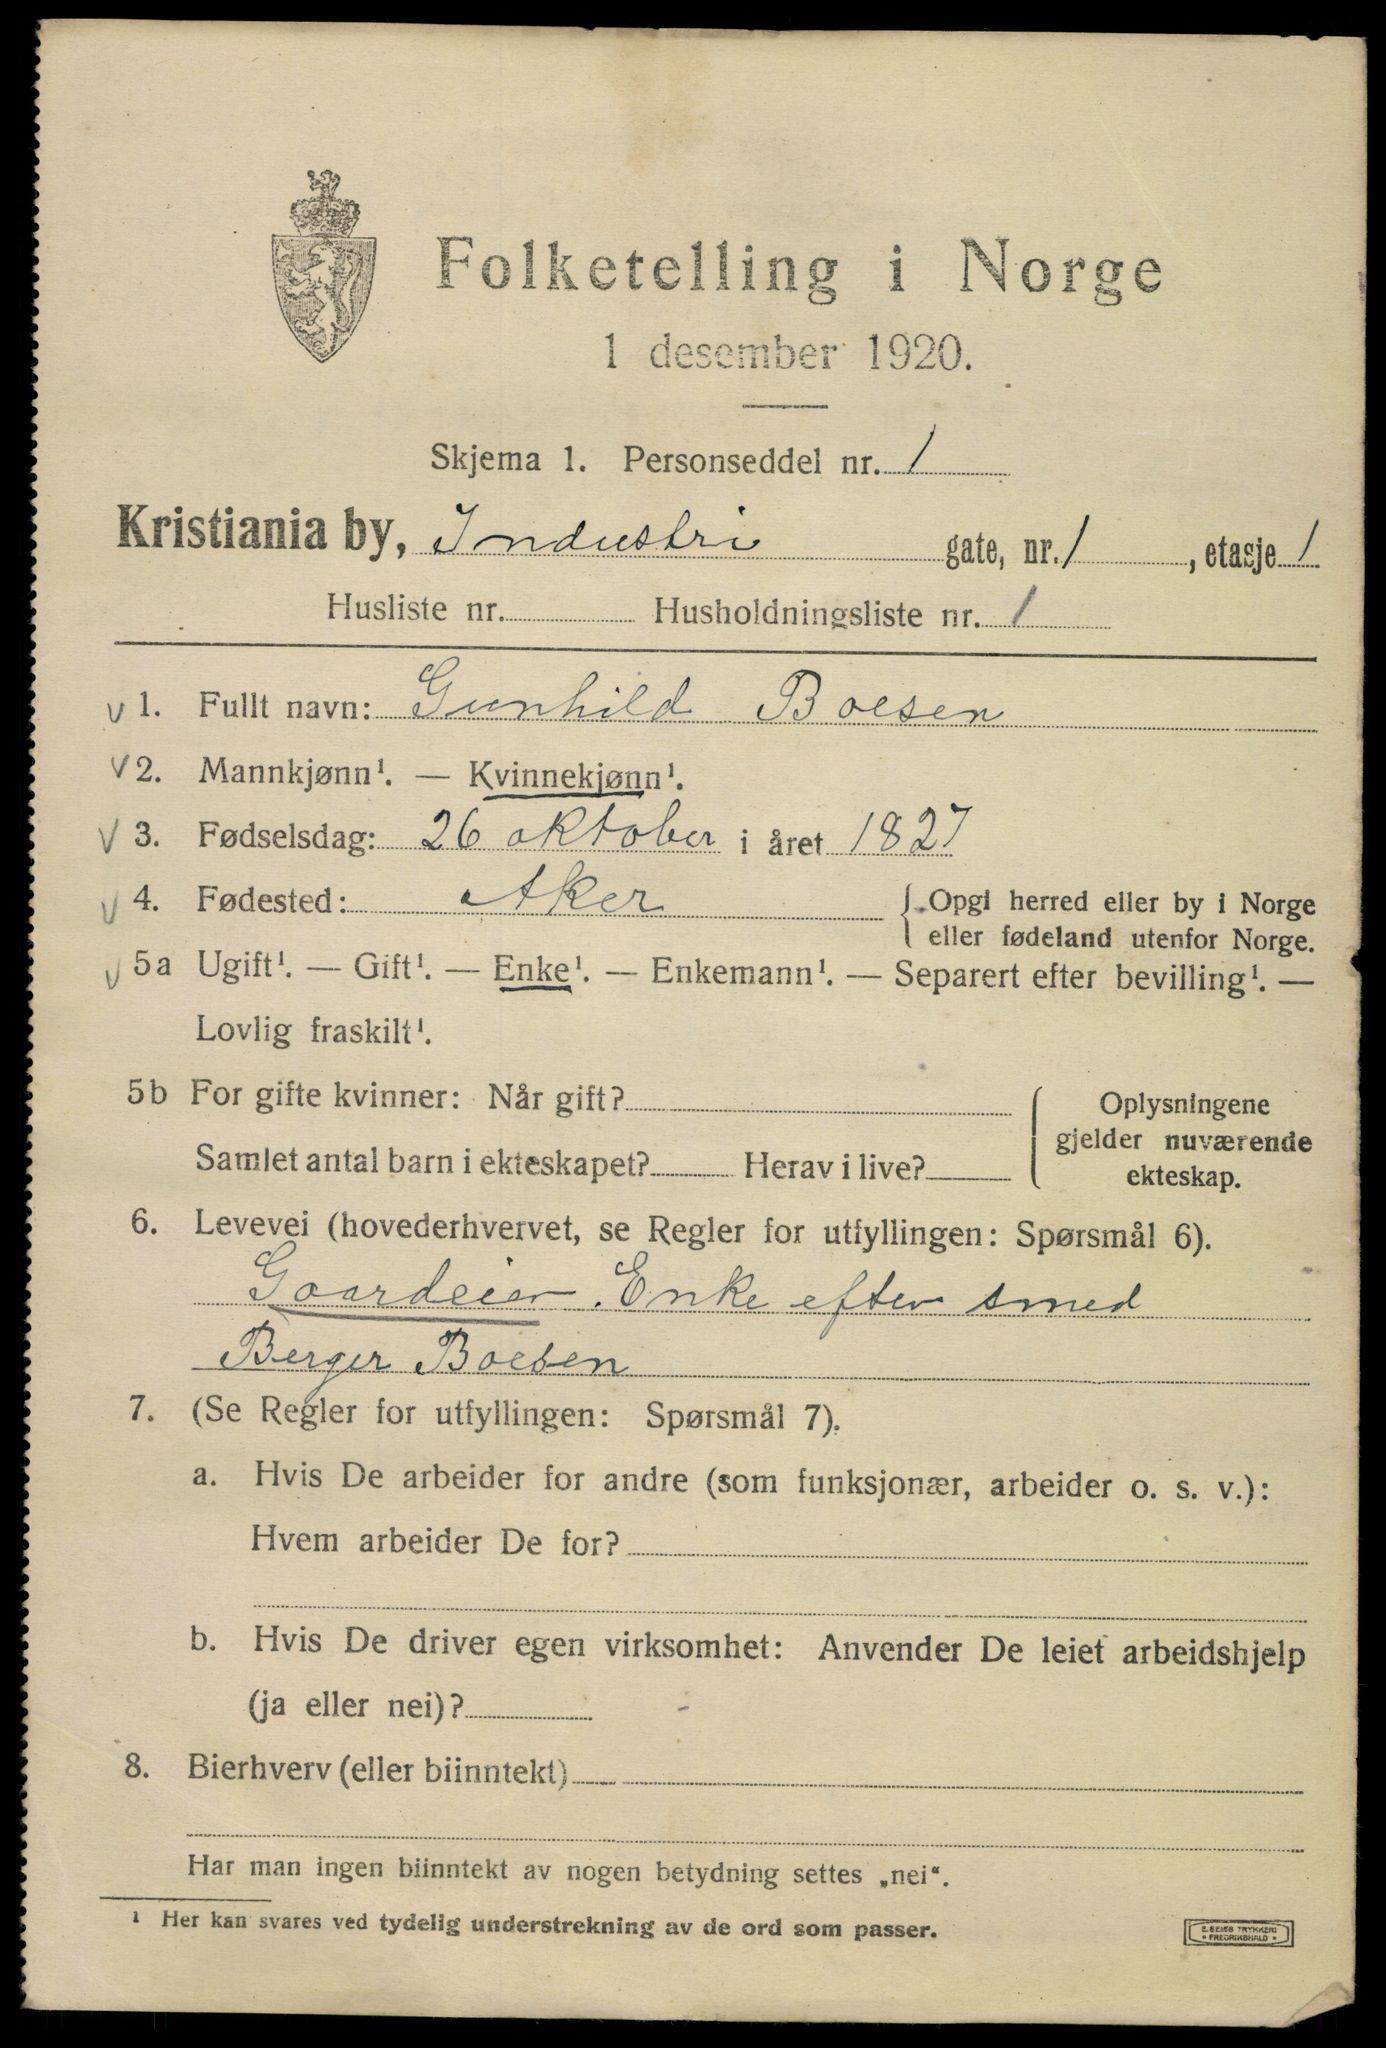 Folketelling i Norge
1 desember 1920.
Skjema 1. Personseddel nr. 1
Kristiania by, Industri gate, nr. 1, etasje 1
Husliste nr. Husholdningsliste nr. 1
v 1. Fullt navn: Gunhild Boesen
v 2. Mannkjønn¹. — Kvinnekjønn¹.
v 3. Fødselsdag: 26 oktober i året 1827
v 4. Fødested: Aker { Opgi herred eller by i Norge
eller fødeland utenfor Norge.
v 5a Ugift¹. — Gift¹. — Enke¹. — Enkemann¹. — Separert efter bevilling¹. —
Lovlig fraskilt¹.
5b For gifte kvinner: Når gift? { Oplysningene
gjelder nuværende
Samlet antal barn i ekteskapet? Herav i live?
ekteskap.
6. Levevei (hovederhvervet, se Regler for utfyllingen: Spørsmål 6).
Gaardeier. Enke efter smed
Berger Boesen
7. (Se Regler for utfyllingen: Spørsmål 7).
a. Hvis De arbeider for andre (som funksjonær, arbeider o. s. v.):
Hvem arbeider De for?
b. Hvis De driver egen virksomhet: Anvender De leiet arbeidshjelp
(ja eller nei)?
8. Bierhverv (eller biinntekt)
Har man ingen biinntekt av nogen betydning settes „nei“.
¹ Her kan svares ved tydelig understrekning av de ord som passer.
E. SEMBS TRYKKERI
• FREDRIKSHALD •